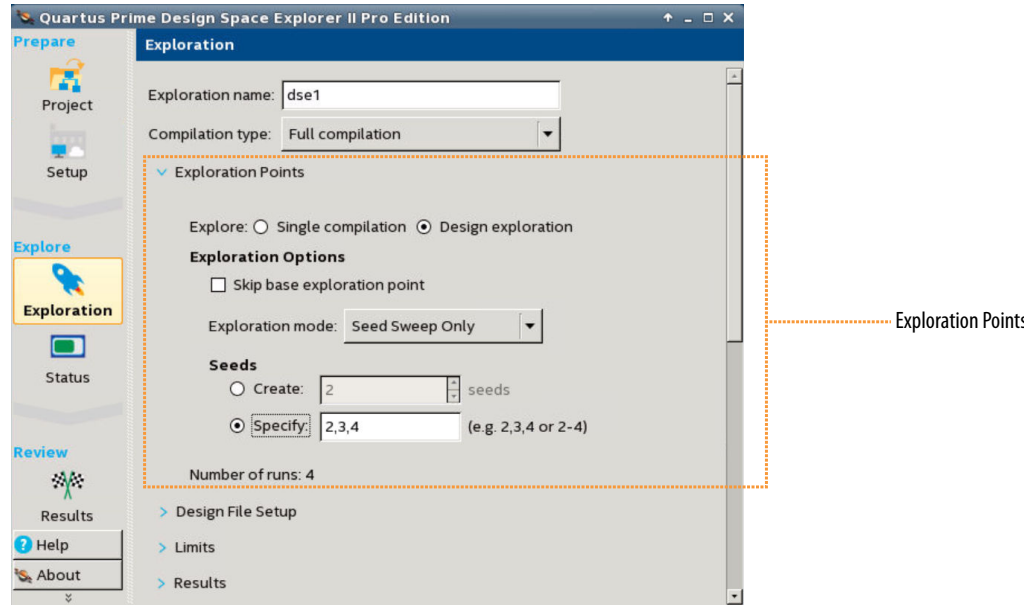 Quartus Prime Design Space Explorer II Pro Edition
Prepare
Project
Setup
Explore
Exploration
Status
Review
Results
Help
About
Exploration
Exploration name: dse1
Compilation type: Full compilation
Exploration Points
Explore: Single compilation Design exploration
Exploration Options
Skip base exploration point
Exploration mode: Seed Sweep Only
Seeds
Create: 2 seeds
Specify: 2,3,4 (e.g. 2,3,4 or 2-4)
Number of runs: 4
Design File Setup
Limits
Results
Exploration Points